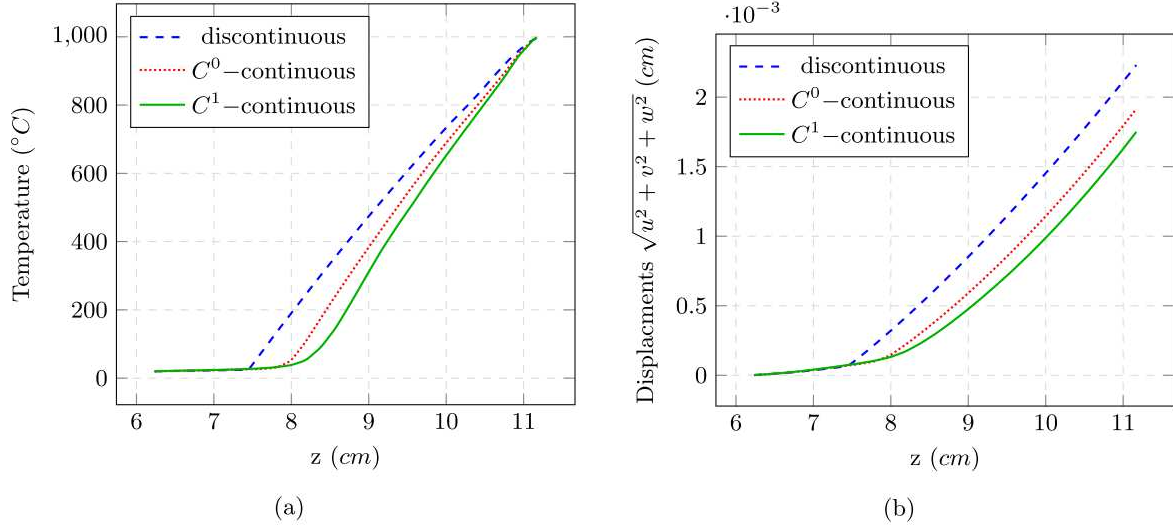 1,000
800
600
400
200
0
6 7 8 9 10 11
Temperature (°C)
z (cm)
discontinuous
C⁰−continuous
C¹−continuous
(a)
·10⁻³
2
1.5
1
0.5
0
6 7 8 9 10 11
Displacments √u² + v² + w² (cm)
z (cm)
discontinuous
C⁰−continuous
C¹−continuous
(b)